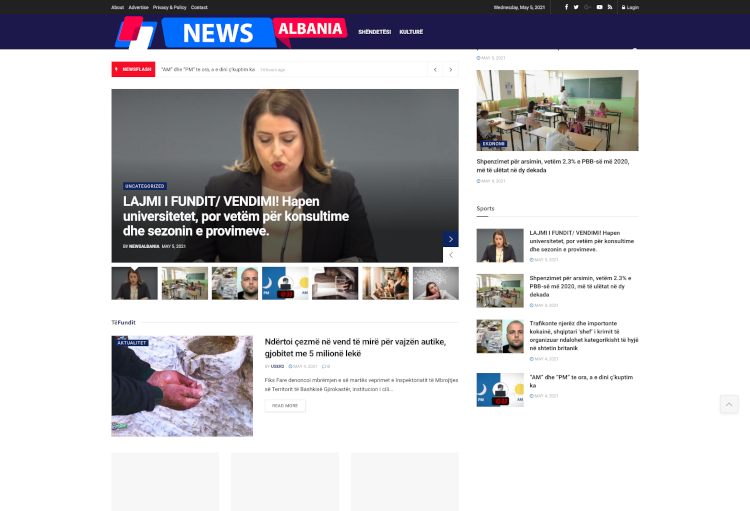 About Advertise Privacy & Policy Contact
Wednesday, May 5, 2021
Login
NEWS ALBANIA
SHËNDETËSI KULTURË
NEWSFLASH
"AM" dhe "PM" te ora, a e dini ç'kuptim ka
UNCATEGORIZED
LAJMI I FUNDIT/ VENDIMI! Hapen
universitetet, por vetëm për konsultime
dhe sezonin e provimeve.
BY NEWSALBANIA MAY 5, 2021
TëFundit
AKTUALITET
Ndërtoi çezmë në vend të mirë për vajzën autike,
gjobitet me 5 milionë lekë
BY USER2 MAY 4, 2021 0
Fiks Fare denoncoi mbrëmjen e së martës veprimet e inspektoriatit të Mbrojtjes
së Territorit të Bashkisë Gjirokastër, institucion i cili...
READ MORE
MAY 5, 2021
EKONOMI
Shpenzimet për arsimin, vetëm 2.3% e PBB-së më 2020,
më të ulëtat në dy dekada
MAY 5, 2021
Sports
LAJMI I FUNDIT/ VENDIMI! Hapen
universitetet, por vetëm për konsultime
dhe sezonin e provimeve.
MAY 5, 2021
Shpenzimet për arsimin, vetëm 2.3% e
PBB-së më 2020, më të ulëtat në dy
dekada
MAY 5, 2021
Trafikonte njerëz dhe importonte
kokainë, shqiptari 'shef' i krimit të
organizuar ndalohet kategorikisht të hyjë
në shtetin britanik
MAY 4, 2021
"AM" dhe "PM" te ora, a e dini ç'kuptim
ka
MAY 4, 2021